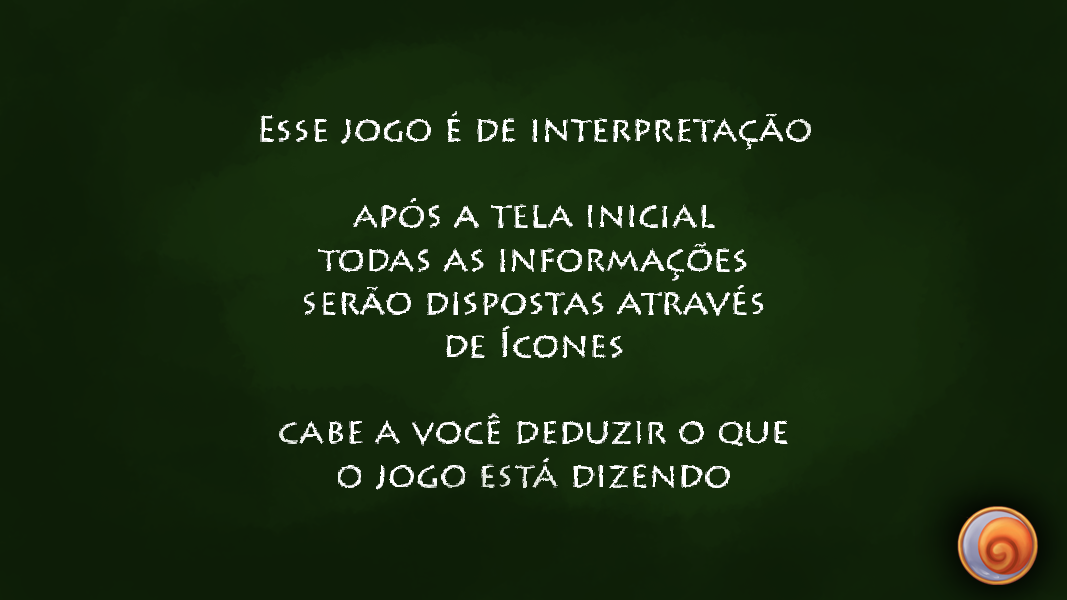 Esse jogo é de interpretação
após a tela inicial
todas as informações
serão dispostas através
de Ícones
cabe a você deduzir o que
o jogo está dizendo